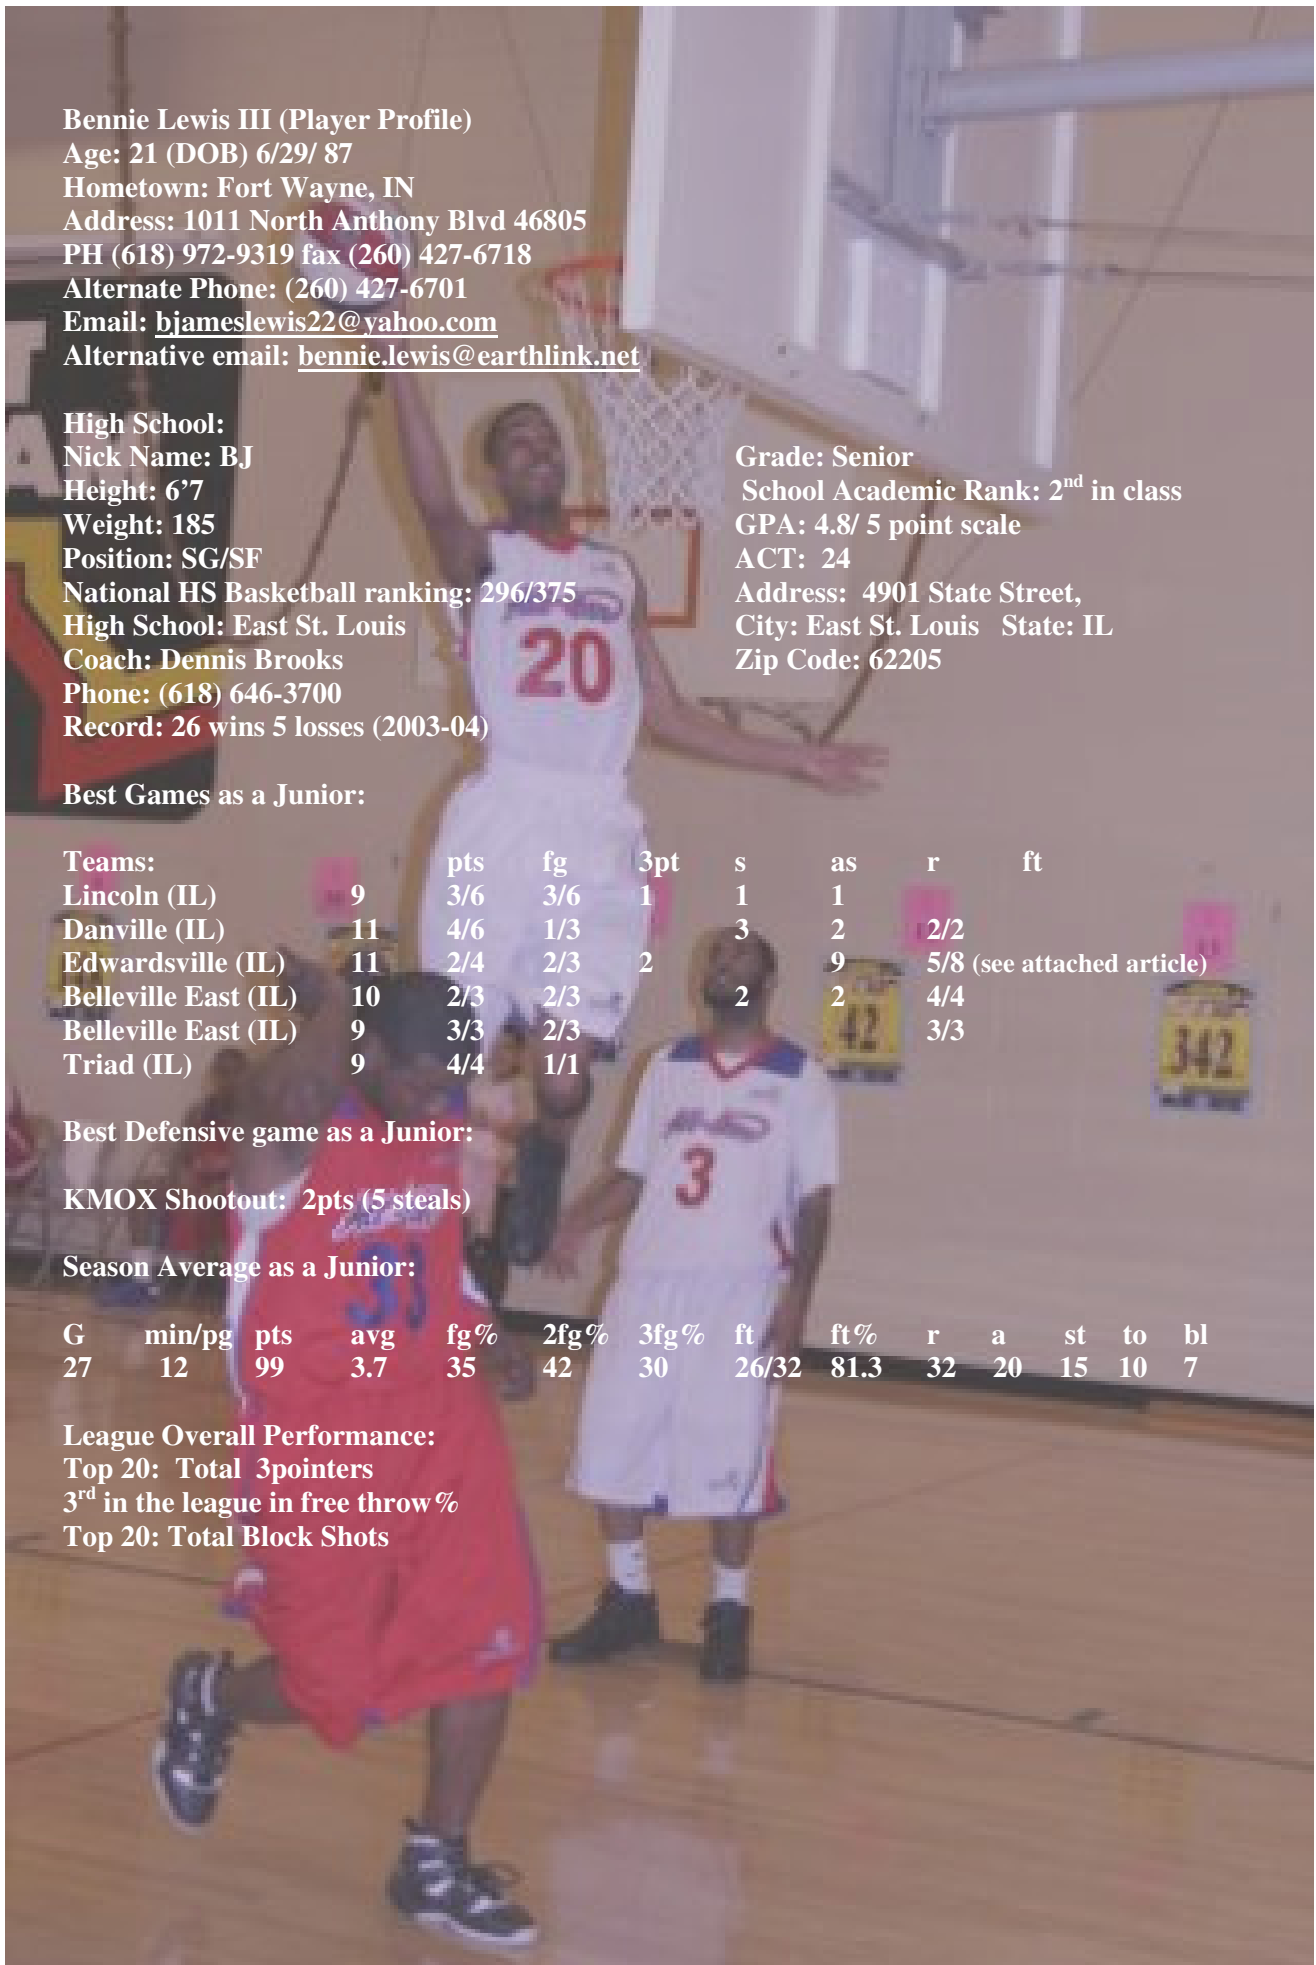 Bennie Lewis III (Player Profile)
Age: 21 (DOB) 6/29/ 87
Hometown: Fort Wayne, IN
Address: 1011 North Anthony Blvd 46805
PH (618) 972-9319 fax (260) 427-6718
Alternate Phone: (260) 427-6701
Email: bjameslewis22@yahoo.com
Alternative email: bennie.lewis@earthlink.net
High School:
Nick Name: BJ Grade: Senior
Height: 6’7 School Academic Rank: 2nd in class
Weight: 185 GPA: 4.8/ 5 point scale
Position: SG/SF ACT: 24
National HS Basketball ranking: 296/375 Address: 4901 State Street,
High School: East St. Louis City: East St. Louis State: IL
Coach: Dennis Brooks Zip Code: 62205
Phone: (618) 646-3700
Record: 26 wins 5 losses (2003-04)
Best Games as a Junior:
Teams: pts fg 3pt s as r ft
Lincoln (IL) 9 3/6 3/6 1 1 1
Danville (IL) 11 4/6 1/3 3 2 2/2
Edwardsville (IL) 11 2/4 2/3 2 9 5/8 (see attached article)
Belleville East (IL) 10 2/3 2/3 2 2 4/4
Belleville East (IL) 9 3/3 2/3 3/3
Triad (IL) 9 4/4 1/1
Best Defensive game as a Junior:
KMOX Shootout: 2pts (5 steals)
Season Average as a Junior:
G min/pg pts avg fg% 2fg% 3fg% ft ft% r a st to bl
27 12 99 3.7 35 42 30 26/32 81.3 32 20 15 10 7
League Overall Performance:
Top 20: Total 3pointers
3rd in the league in free throw%
Top 20: Total Block Shots
20
3
42
342